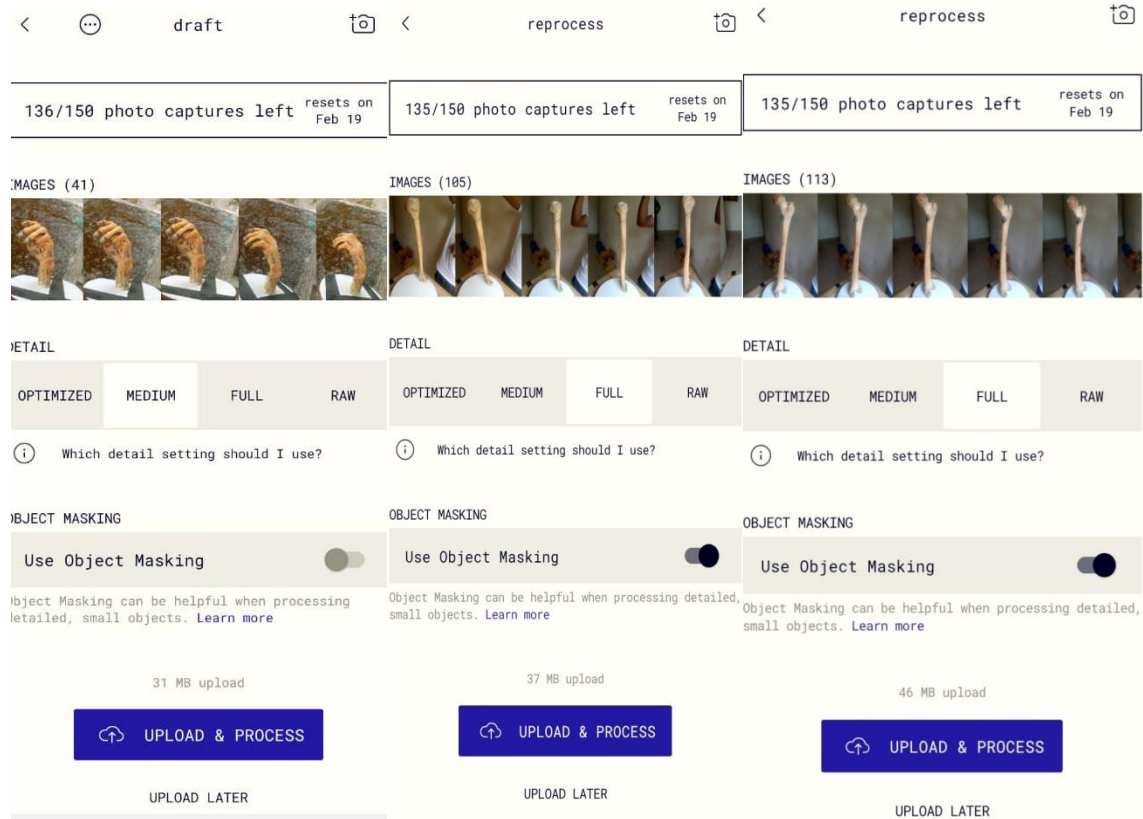 draft
136/150 photo captures left
resets on
Feb 19
IMAGES (41)
DETAIL
OPTIMIZED MEDIUM FULL RAW
Which detail setting should I use?
OBJECT MASKING
Use Object Masking
Object Masking can be helpful when processing
detailed, small objects. Learn more
31 MB upload
UPLOAD & PROCESS
UPLOAD LATER
reprocess
135/150 photo captures left
resets on
Feb 19
IMAGES (105)
DETAIL
OPTIMIZED MEDIUM FULL RAW
Which detail setting should I use?
OBJECT MASKING
Use Object Masking
Object Masking can be helpful when processing detailed,
small objects. Learn more
37 MB upload
UPLOAD & PROCESS
UPLOAD LATER
reprocess
135/150 photo captures left
resets on
Feb 19
IMAGES (113)
DETAIL
OPTIMIZED MEDIUM FULL RAW
Which detail setting should I use?
OBJECT MASKING
Use Object Masking
Object Masking can be helpful when processing detailed,
small objects. Learn more
46 MB upload
UPLOAD & PROCESS
UPLOAD LATER